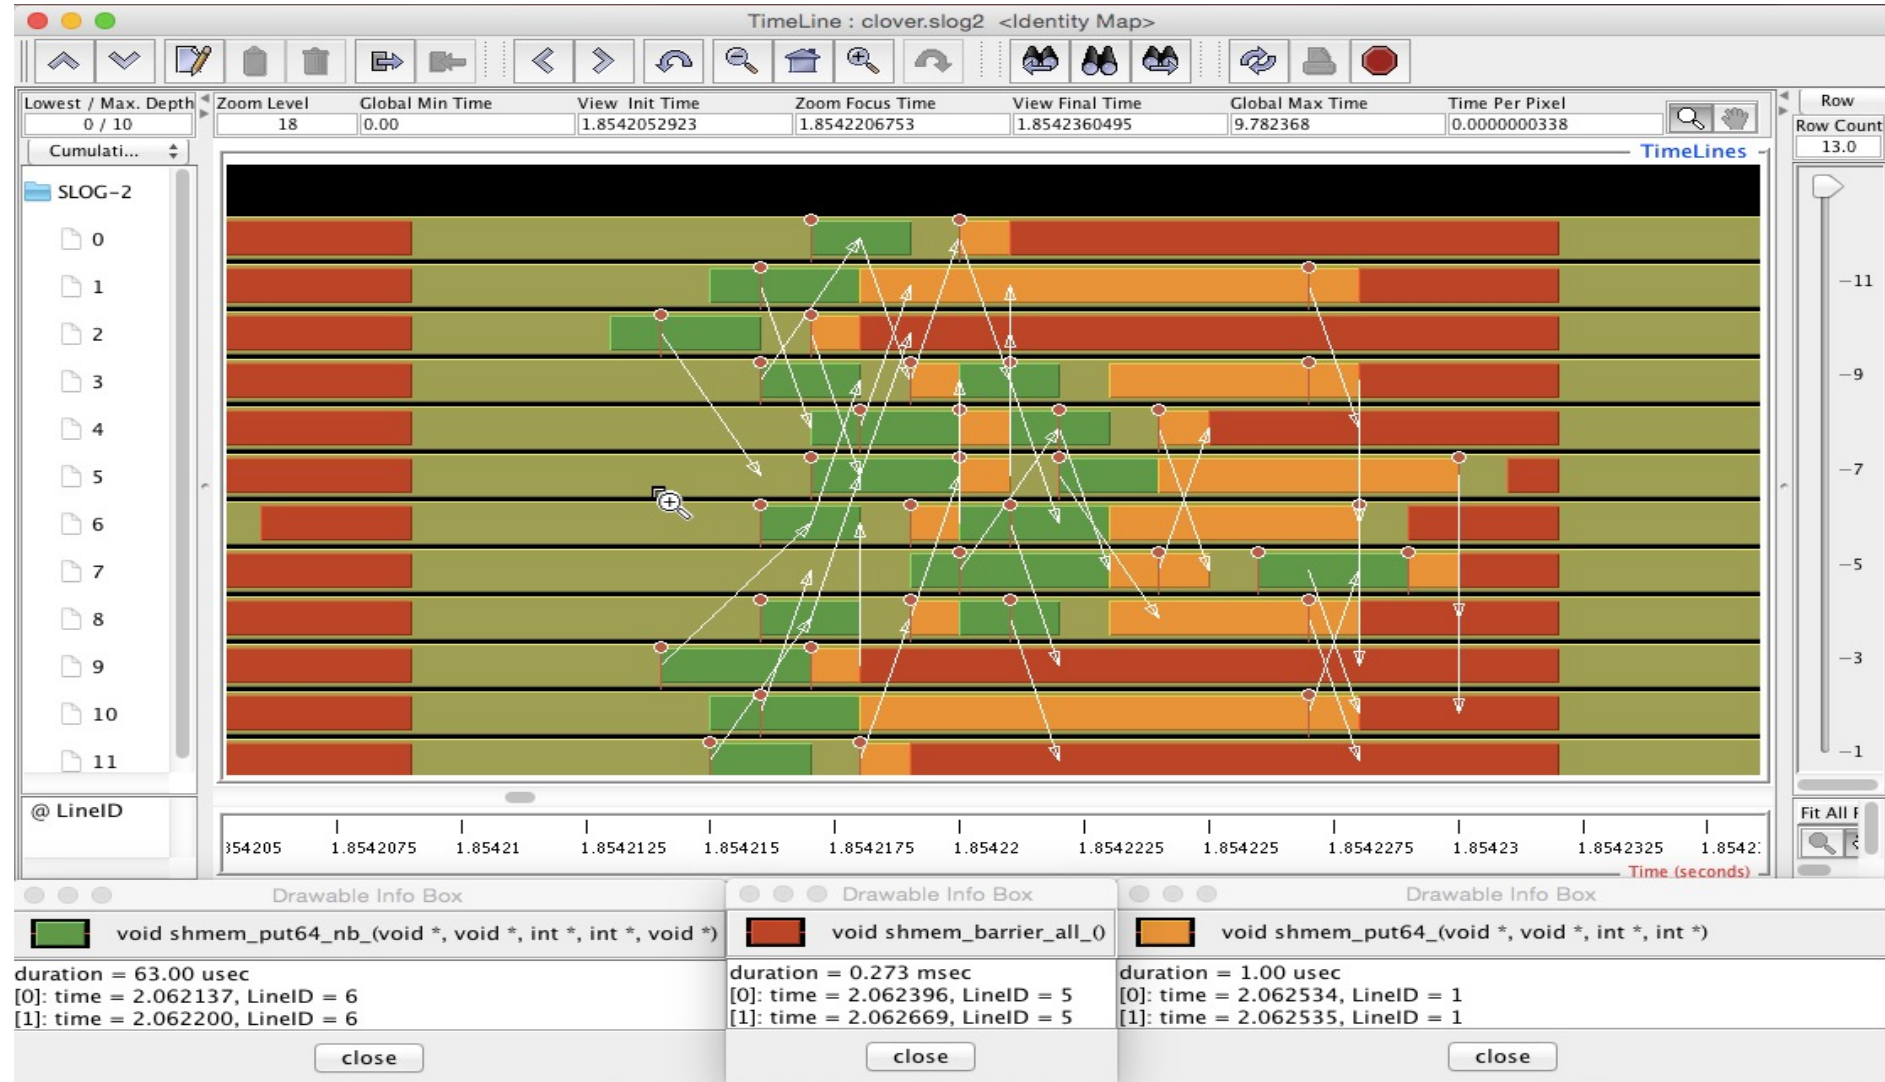 TimeLine : clover.slog2 <Identity Map>
Lowest / Max. Depth Zoom Level Global Min Time View Init Time Zoom Focus Time View Final Time Global Max Time Time Per Pixel Row
0 / 10 18 0.00 1.8542052923 1.8542206753 1.8542360495 9.782368 0.0000000338 Row Count
Cumulati... 13.0
TimeLines
SLOG-2
0
1 -11
2
3 -9
4
5 -7
6
7 -5
8
9 -3
10
11 -1
@ LineID Fit All
354205 1.8542075 1.85421 1.8542125 1.854215 1.8542175 1.85422 1.8542225 1.854225 1.8542275 1.85423 1.8542325 1.8542:
Time (seconds)
Drawable Info Box Drawable Info Box Drawable Info Box
void shmem_put64_nb_(void *, void *, int *, int *, void *) void shmem_barrier_all_() void shmem_put64_(void *, void *, int *, int *)
duration = 63.00 usec duration = 0.273 msec duration = 1.00 usec
[0]: time = 2.062137, LineID = 6 [0]: time = 2.062396, LineID = 5 [0]: time = 2.062534, LineID = 1
[1]: time = 2.062200, LineID = 6 [1]: time = 2.062669, LineID = 5 [1]: time = 2.062535, LineID = 1
close close close